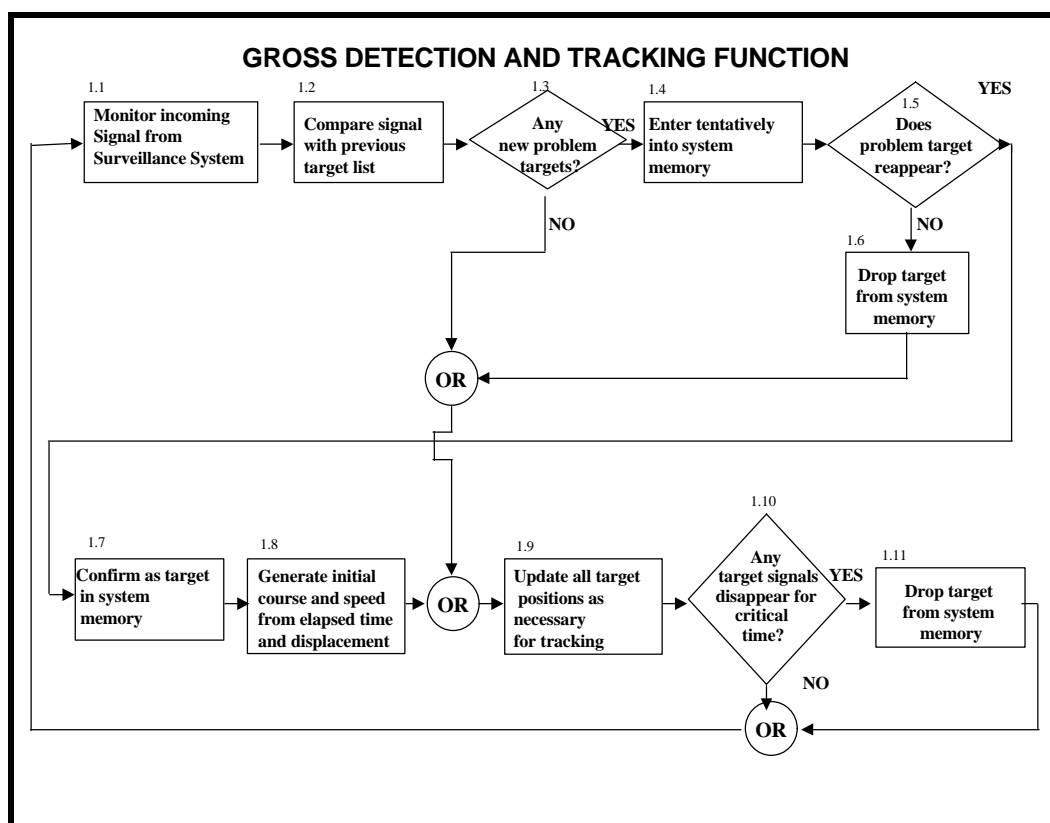 GROSS DETECTION AND TRACKING FUNCTION
1.1
Monitor incoming
Signal from
Surveillance System
1.2
Compare signal
with previous
target list
1.3
Any
new problem
targets?
YES
NO
1.4
Enter tentatively
into system
memory
1.5
Does
problem target
reappear?
YES
NO
1.6
Drop target
from system
memory
OR
1.7
Confirm as target
in system
memory
1.8
Generate initial
course and speed
from elapsed time
and displacement
OR
1.9
Update all target
positions as
necessary
for tracking
1.10
Any
target signals
disappear for
critical
time?
YES
NO
1.11
Drop target
from system
memory
OR